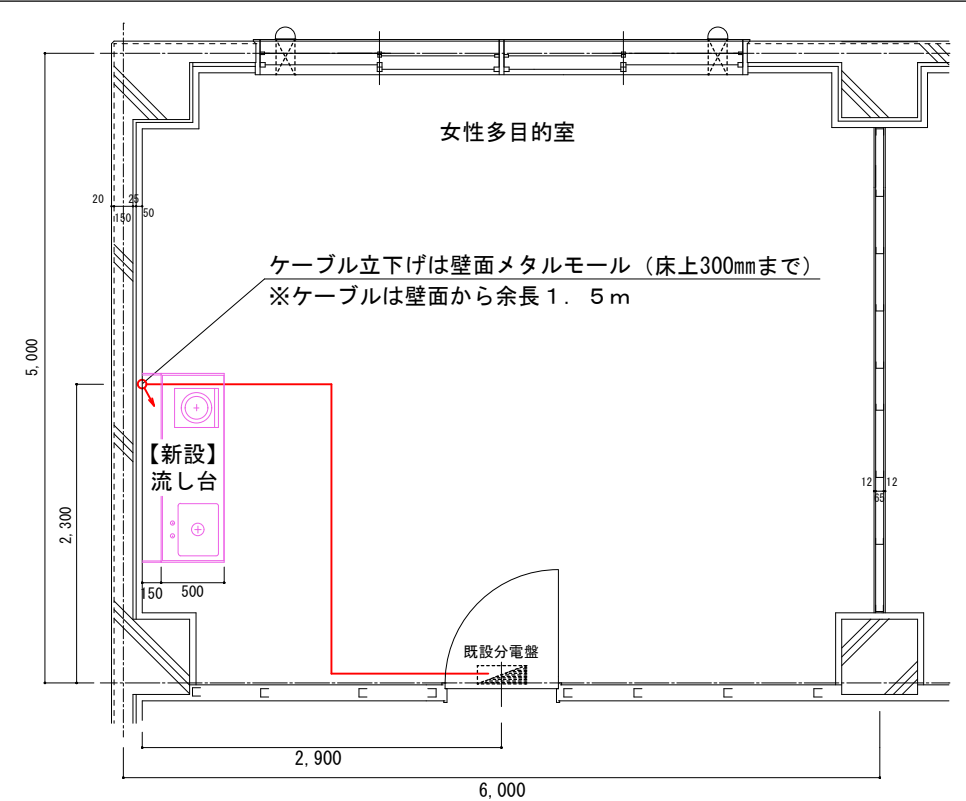 女性多目的室
20
25
150
50
ケーブル立下げは壁面メタルモール（床上300mmまで）
※ケーブルは壁面から余長１．５ｍ
5,000
2,300
【新設】
流し台
12
12
65
150
500
既設分電盤
2,900
6,000